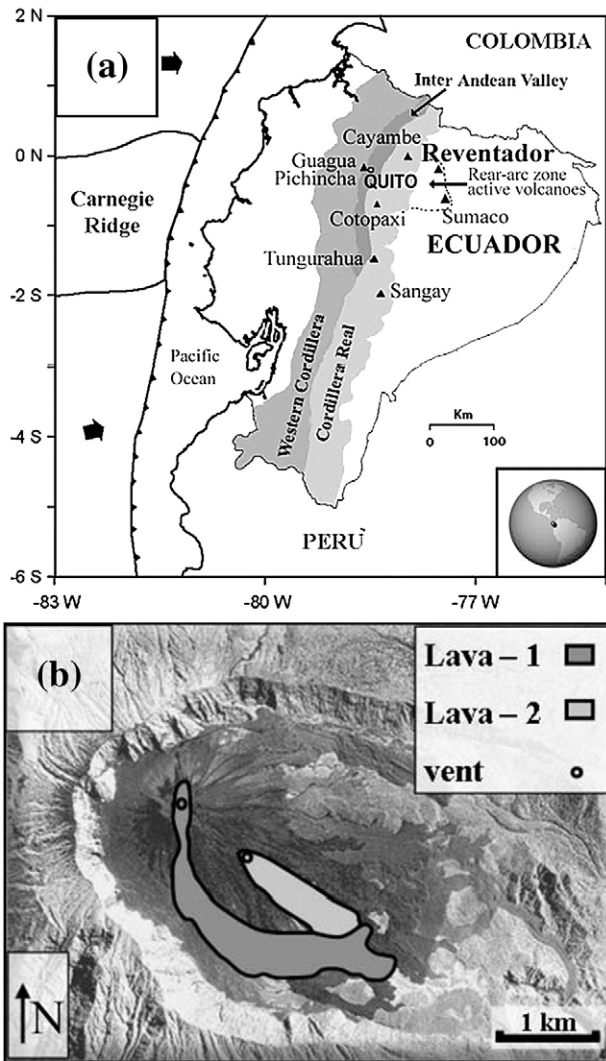 2 N
(a)
COLOMBIA
Inter Andean Valley
Cayambe
0 N
Guagua
Pichincha
QUITO
Reventador
Rear-arc zone
active volcanoes
Carnegie
Ridge
Cotopaxi
Sumaco
ECUADOR
Tungurahua
-2 S
Sangay
Pacific
Ocean
Western Cordillera
Cordillera Real
Km
0 100
-4 S
PERÙ
-6 S
-83 W -80 W -77 W
(b)
Lava – 1
Lava – 2
vent
N
1 km